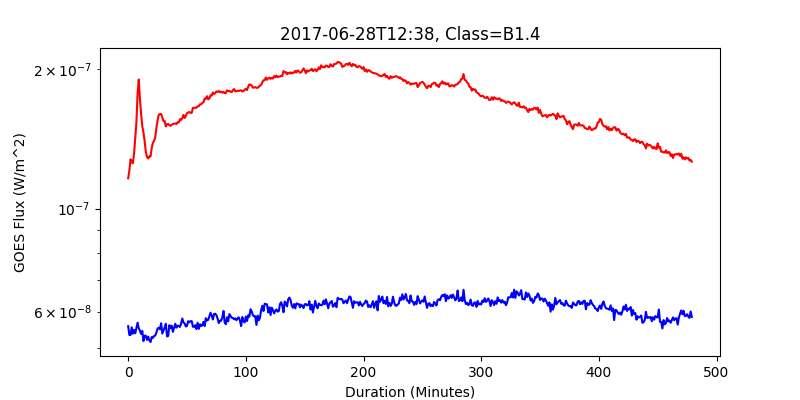 2017-06-28T12:38, Class=B1.4
GOES Flux (W/m^2)
2 × 10⁻⁷
10⁻⁷
6 × 10⁻⁸
0 100 200 300 400 500
Duration (Minutes)